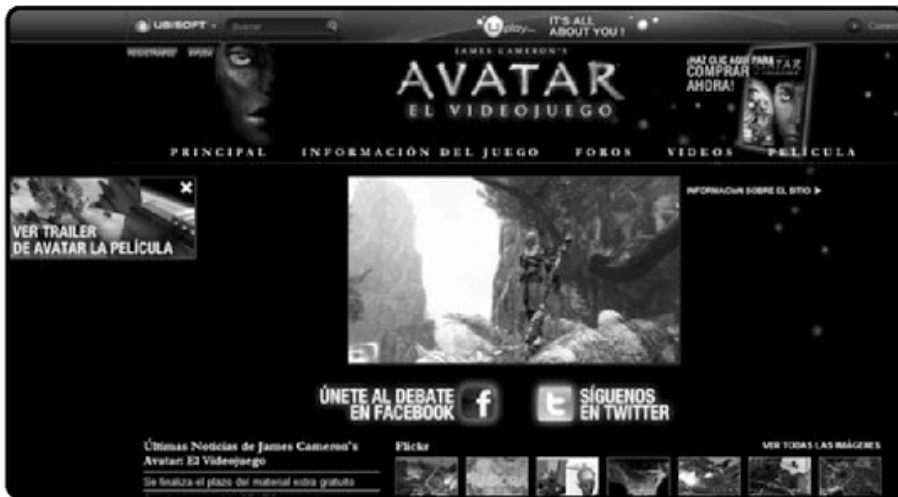 UBISOFT
Buscar
Uplay
IT'S ALL
ABOUT YOU !
REGISTRARSE
AYUDA
JAMES CAMERON'S
AVATAR
EL VIDEOJUEGO
¡HAZ CLIC AQUÍ PARA
COMPRAR
AHORA!
AVATAR
PRINCIPAL INFORMACIÓN DEL JUEGO FOROS VIDEOS PELÍCULA
VER TRAILER
DE AVATAR LA PELÍCULA
INFORMACIóN SOBRE EL SITIO
ÚNETE AL DEBATE
EN FACEBOOK
f
t
SÍGUENOS
EN TWITTER
Últimas Noticias de James Cameron's
Avatar: El Videojuego
Se finaliza el plazo del material extra gratuito
Flickr
VER TODAS LAS IMÁGENES